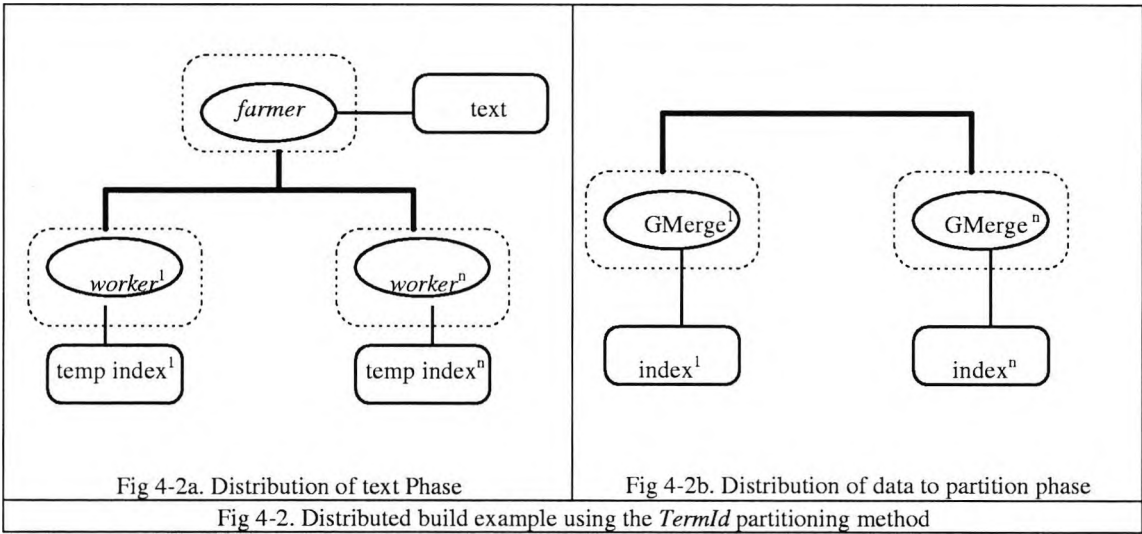 farmer
text
worker¹
workerⁿ
temp index¹
temp indexⁿ
Fig 4-2a. Distribution of text Phase
GMerge¹
GMergeⁿ
index¹
indexⁿ
Fig 4-2b. Distribution of data to partition phase
Fig 4-2. Distributed build example using the TermId partitioning method